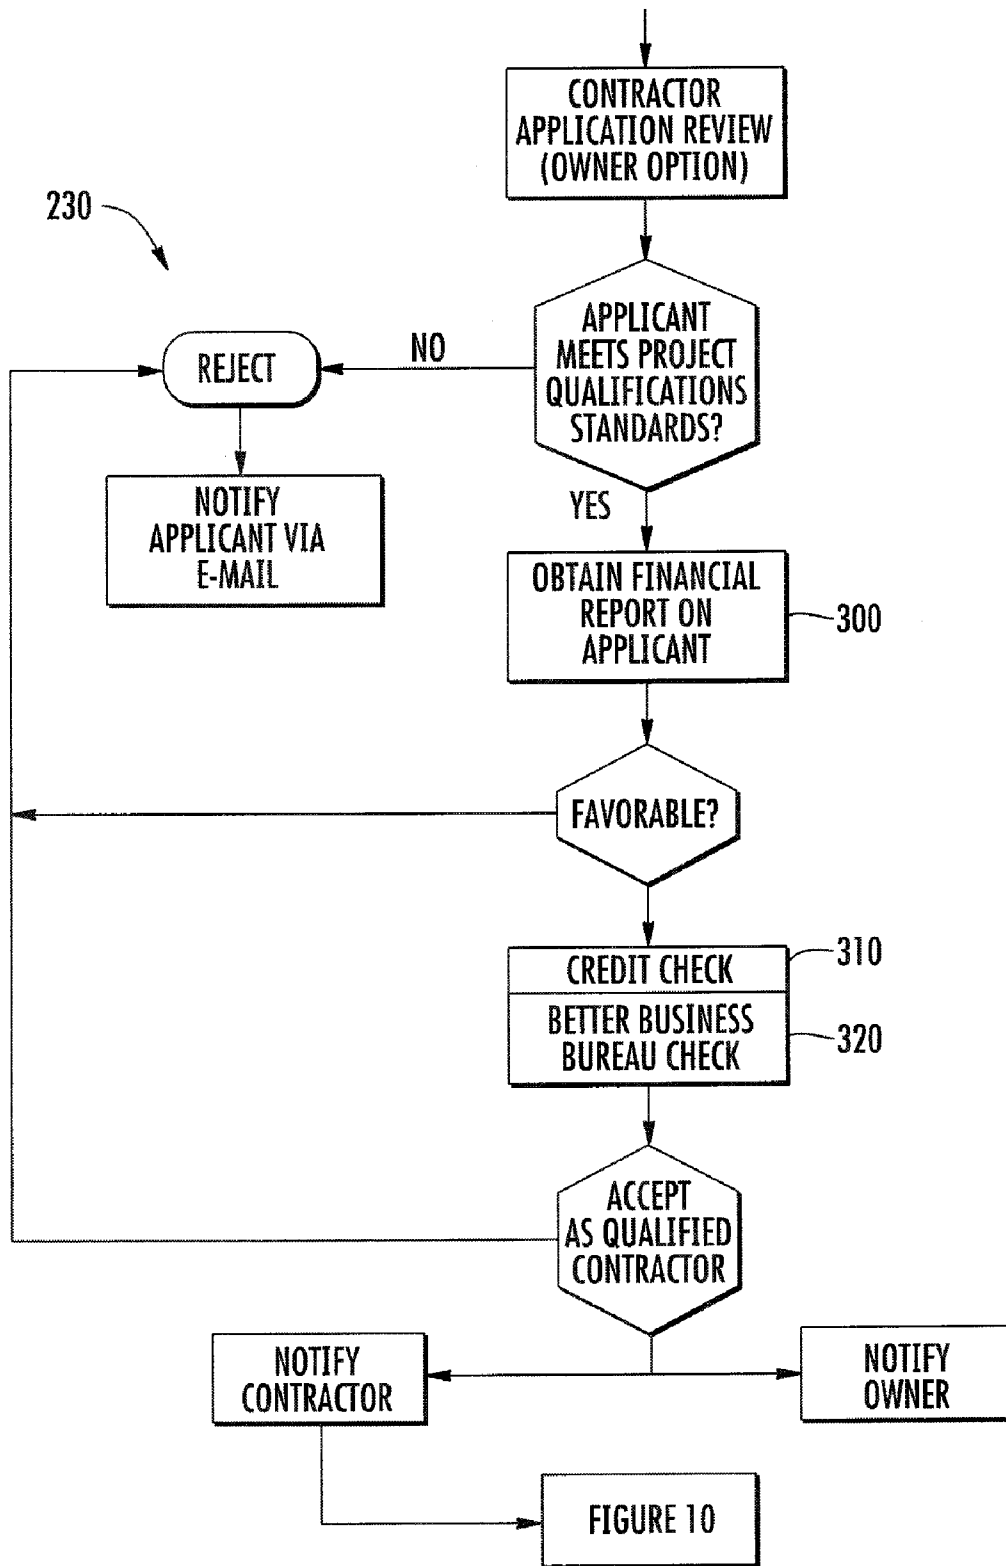 CONTRACTOR
APPLICATION REVIEW
(OWNER OPTION)
230
APPLICANT
MEETS PROJECT
QUALIFICATIONS
STANDARDS?
NO
REJECT
YES
NOTIFY
APPLICANT VIA
E-MAIL
OBTAIN FINANCIAL
REPORT ON
APPLICANT
300
FAVORABLE?
CREDIT CHECK
310
BETTER BUSINESS
BUREAU CHECK
320
ACCEPT
AS QUALIFIED
CONTRACTOR
NOTIFY
CONTRACTOR
NOTIFY
OWNER
FIGURE 10